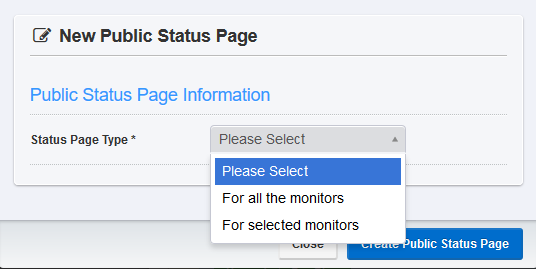 New Public Status Page
Public Status Page Information
Status Page Type *
Please Select
Please Select
For all the monitors
For selected monitors
Close
Create Public Status Page